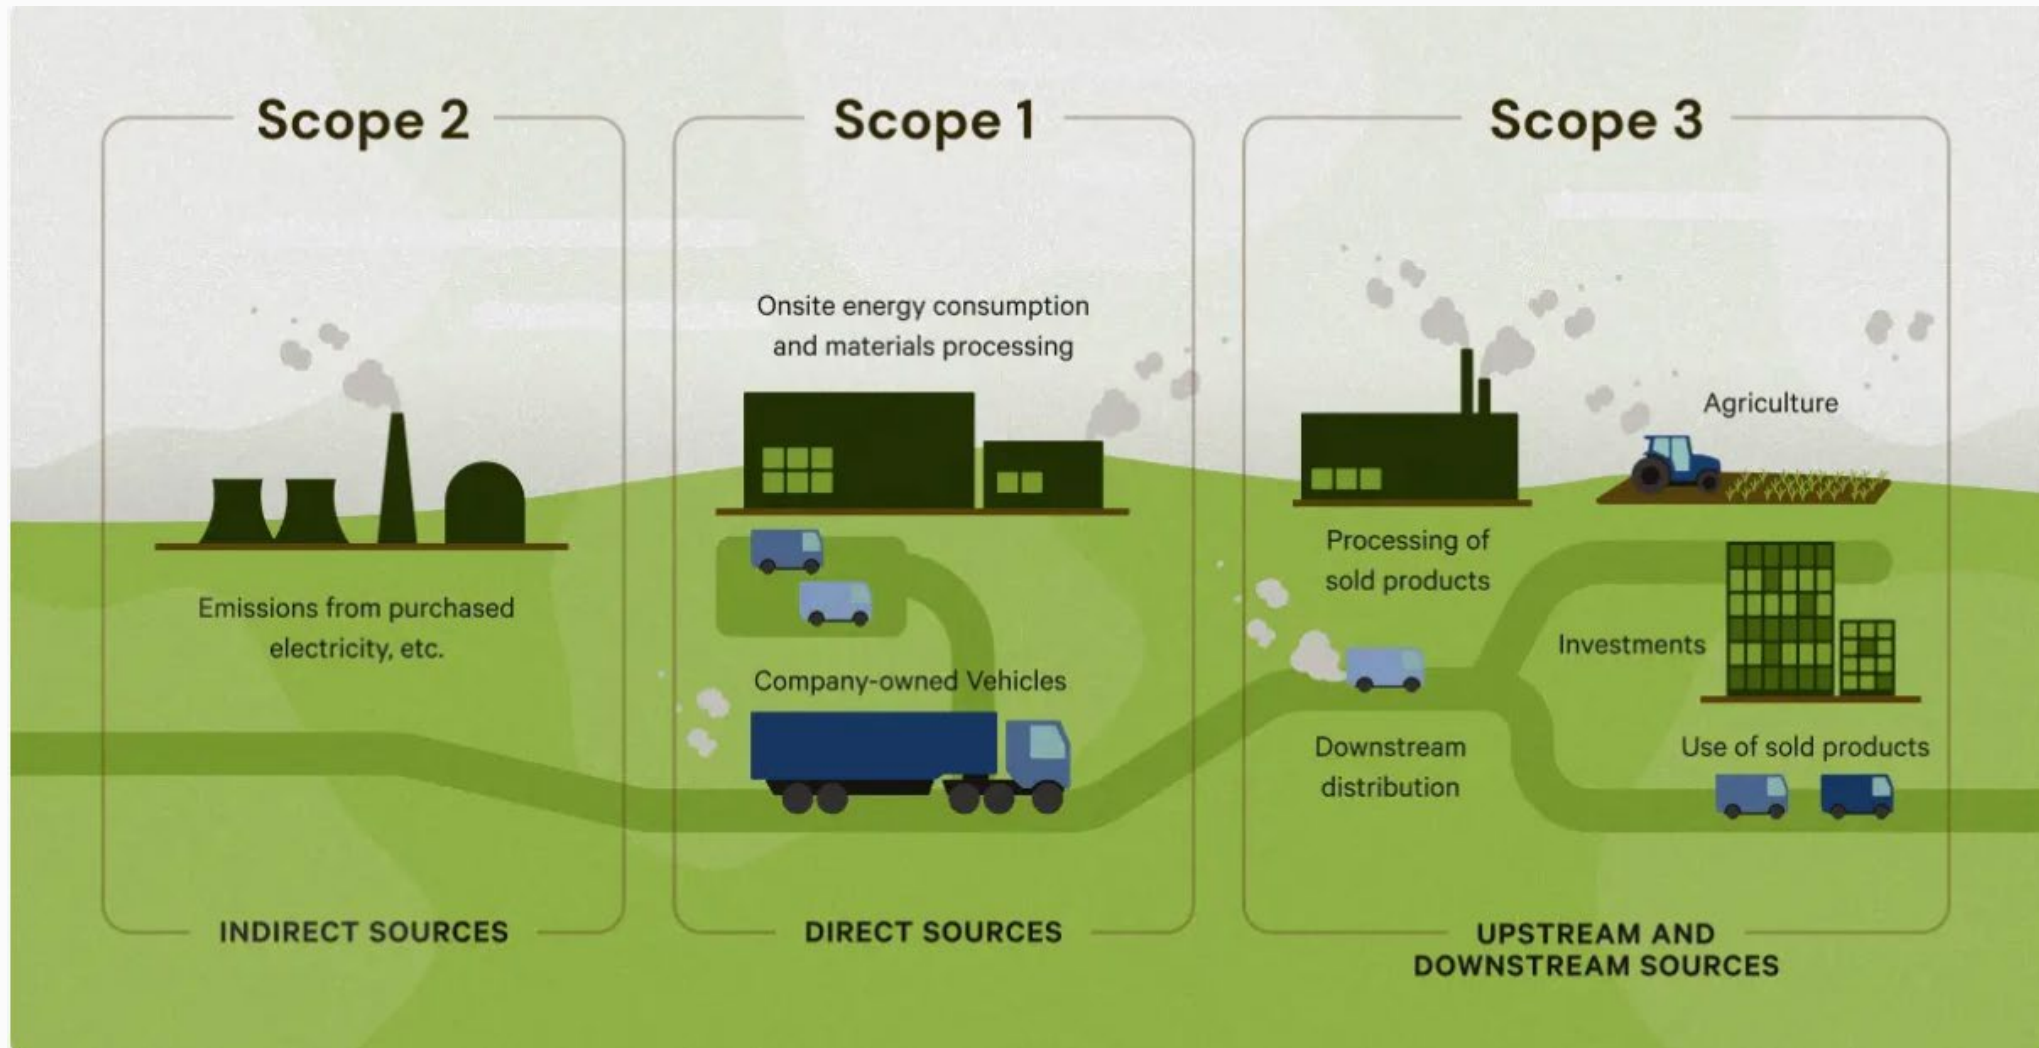 Scope 2
Emissions from purchased
electricity, etc.
INDIRECT SOURCES
Scope 1
Onsite energy consumption
and materials processing
Company-owned Vehicles
DIRECT SOURCES
Scope 3
Agriculture
Processing of
sold products
Investments
Downstream
distribution
Use of sold products
UPSTREAM AND
DOWNSTREAM SOURCES